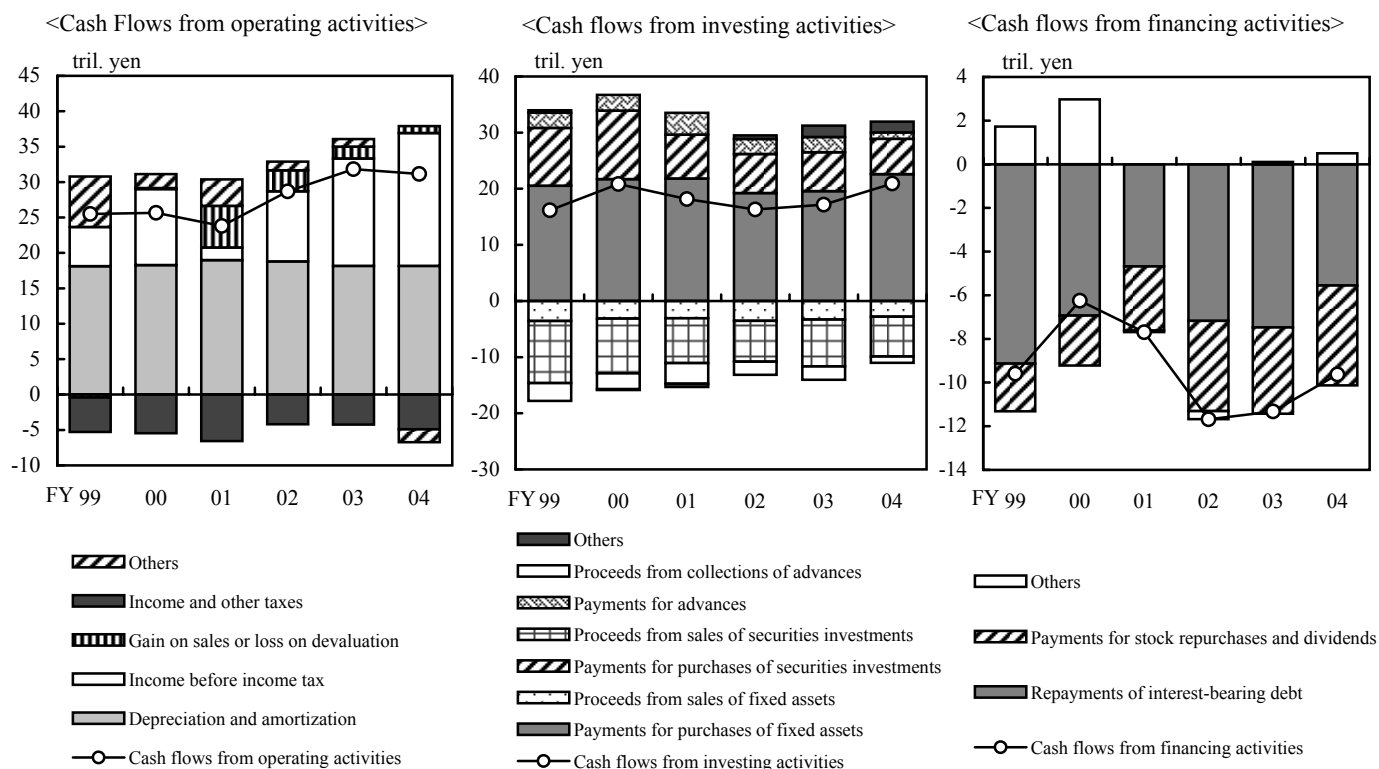 <Cash Flows from operating activities>
tril. yen
45
40
35
30
25
20
15
10
5
0
-5
-10
FY 99 00 01 02 03 04
Others
Income and other taxes
Gain on sales or loss on devaluation
Income before income tax
Depreciation and amortization
Cash flows from operating activities
<Cash flows from investing activities>
tril. yen
40
30
20
10
0
-10
-20
-30
FY 99 00 01 02 03 04
Others
Proceeds from collections of advances
Payments for advances
Proceeds from sales of securities investments
Payments for purchases of securities investments
Proceeds from sales of fixed assets
Payments for purchases of fixed assets
Cash flows from investing activities
<Cash flows from financing activities>
tril. yen
4
2
0
-2
-4
-6
-8
-10
-12
-14
FY 99 00 01 02 03 04
Others
Payments for stock repurchases and dividends
Repayments of interest-bearing debt
Cash flows from financing activities